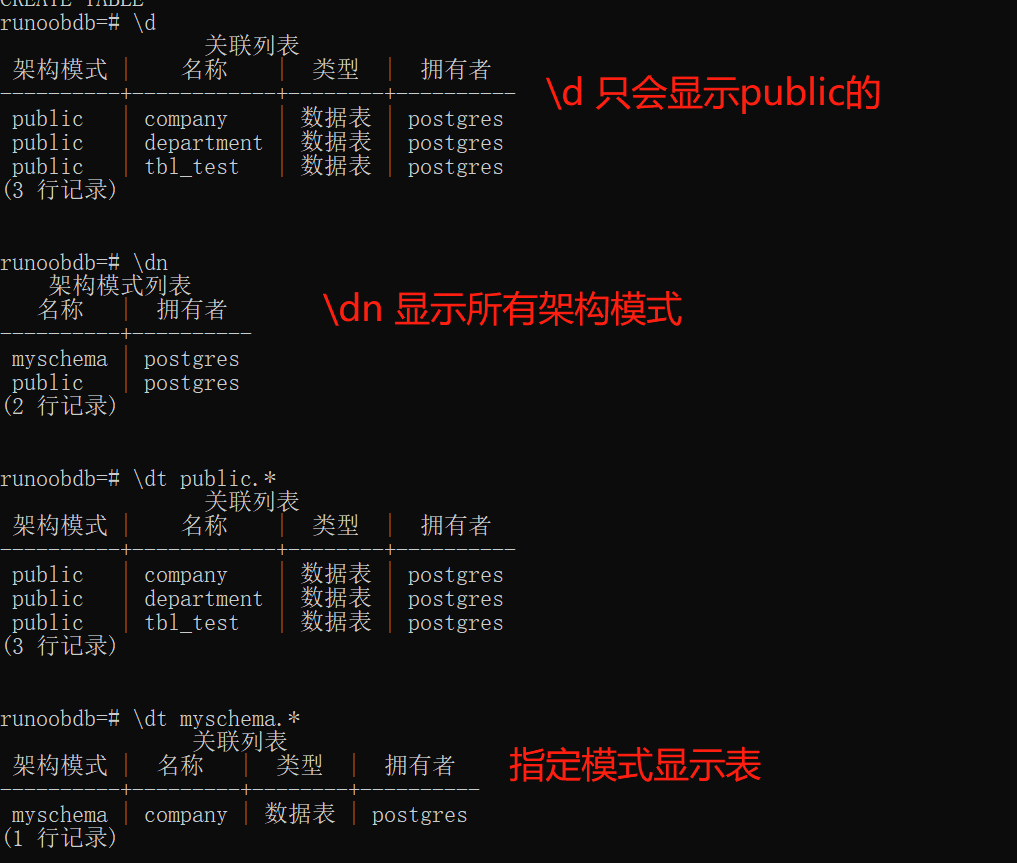 CREATE TABLE
runoobdb=# \d
关联列表
架构模式 | 名称 | 类型 | 拥有者
----------+------------+--------+----------
public | company | 数据表 | postgres
public | department | 数据表 | postgres
public | tbl_test | 数据表 | postgres
(3 行记录)
\d 只会显示public的
runoobdb=# \dn
架构模式列表
名称 | 拥有者
----------+----------
myschema | postgres
public | postgres
(2 行记录)
\dn 显示所有架构模式
runoobdb=# \dt public.*
关联列表
架构模式 | 名称 | 类型 | 拥有者
----------+------------+--------+----------
public | company | 数据表 | postgres
public | department | 数据表 | postgres
public | tbl_test | 数据表 | postgres
(3 行记录)
runoobdb=# \dt myschema.*
关联列表
架构模式 | 名称 | 类型 | 拥有者
----------+---------+--------+----------
myschema | company | 数据表 | postgres
(1 行记录)
指定模式显示表